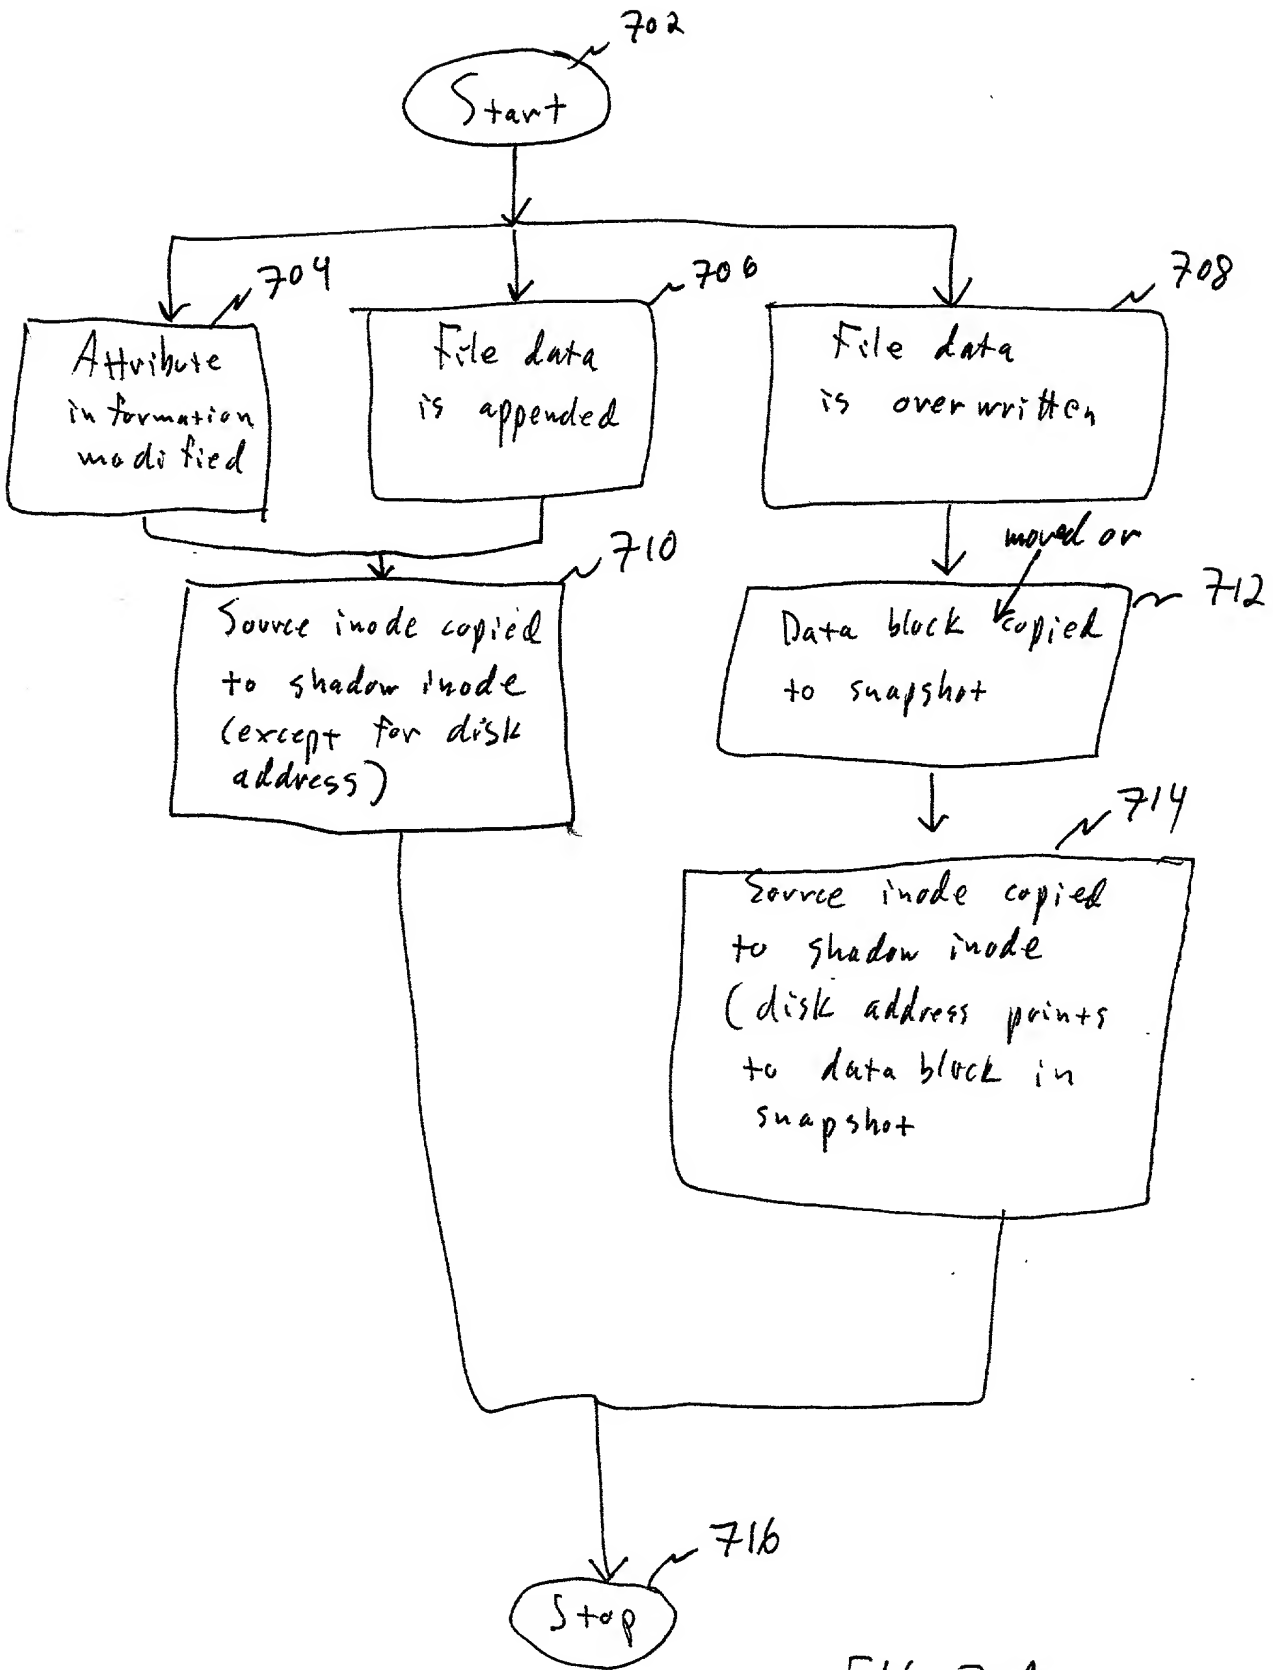 702
Start
704
Attribute
information
modified
706
File data
is appended
708
File data
is overwritten
710
Source inode copied
to shadow inode
(except for disk
address)
moved or
712
Data block copied
to snapshot
714
Source inode copied
to shadow inode
(disk address points
to data block in
snapshot
716
Stop